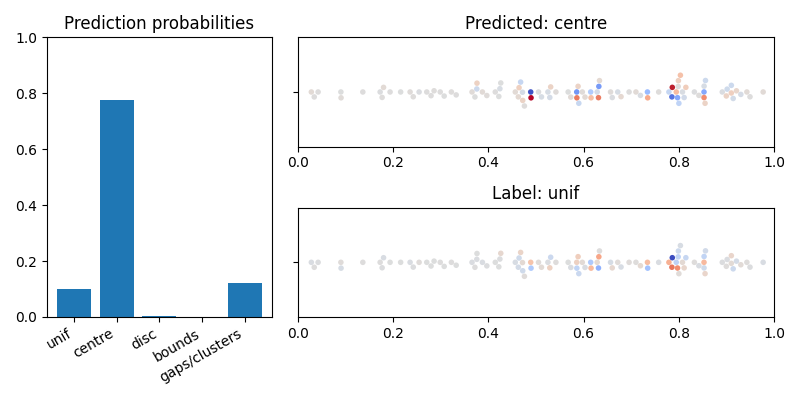 Prediction probabilities
1.0
0.8
0.6
0.4
0.2
0.0
unif
centre
disc
bounds
gaps/clusters
Predicted: centre
0.0 0.2 0.4 0.6 0.8 1.0
Label: unif
0.0 0.2 0.4 0.6 0.8 1.0